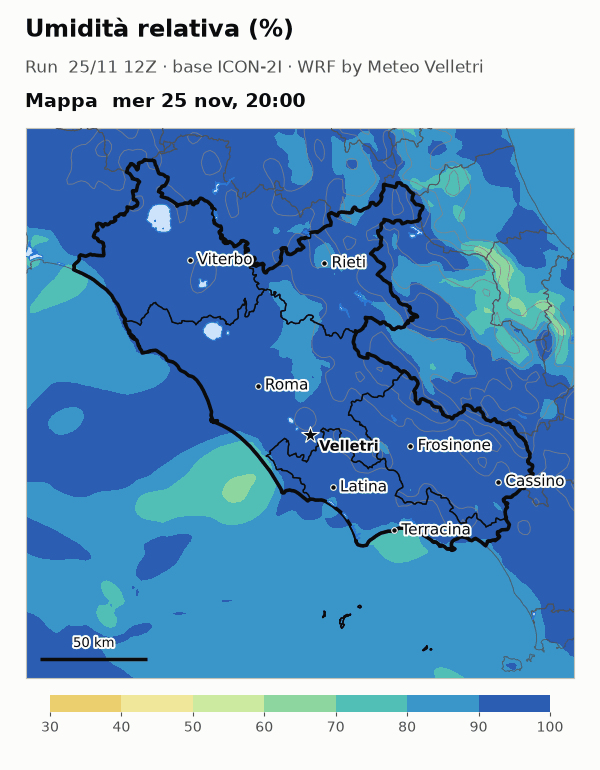 Umidità relativa (%)
Run  25/11 12Z · base ICON-2I · WRF by Meteo Velletri
Mappa  mer 25 nov, 20:00
Viterbo
Rieti
Roma
Velletri
Frosinone
Cassino
Latina
Terracina
50 km
30 40 50 60 70 80 90 100